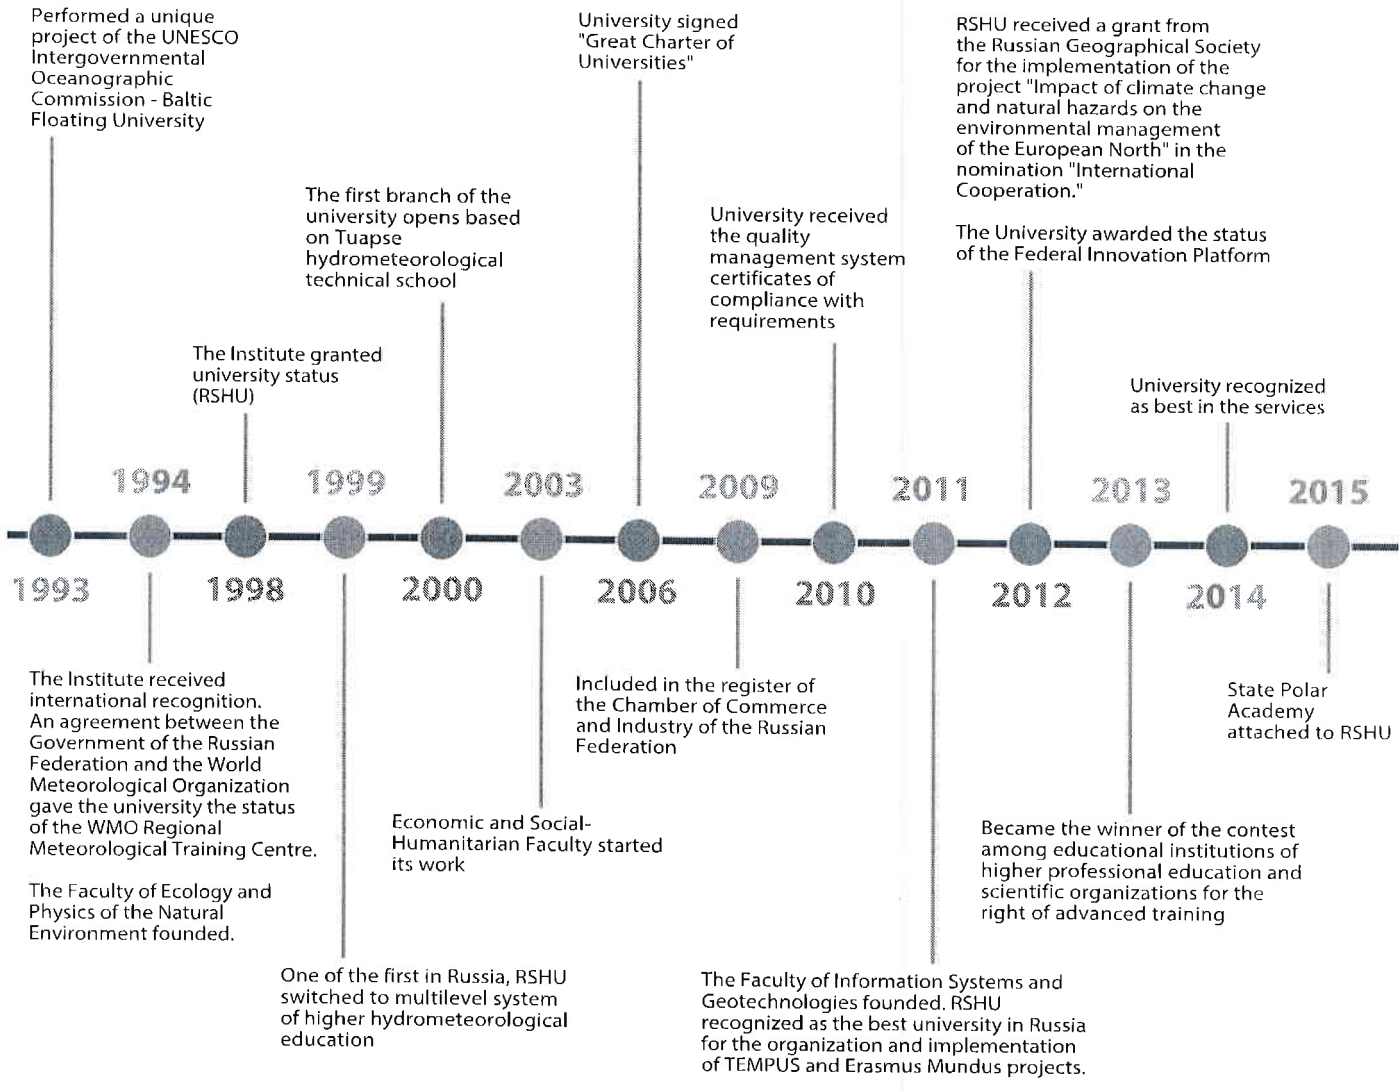 Performed a unique
project of the UNESCO
Intergovernmental
Oceanographic
Commission - Baltic
Floating University
1993
1994
The Institute received
international recognition.
An agreement between the
Government of the Russian
Federation and the World
Meteorological Organization
gave the university the status
of the WMO Regional
Meteorological Training Centre.
The Faculty of Ecology and
Physics of the Natural
Environment founded.
The Institute granted
university status
(RSHU)
1998
1999
One of the first in Russia, RSHU
switched to multilevel system
of higher hydrometeorological
education
The first branch of the
university opens based
on Tuapse
hydrometeorological
technical school
2000
2003
Economic and Social-
Humanitarian Faculty started
its work
University signed
"Great Charter of
Universities"
2006
2009
Included in the register of
the Chamber of Commerce
and Industry of the Russian
Federation
University received
the quality
management system
certificates of
compliance with
requirements
2010
2011
The Faculty of Information Systems and
Geotechnologies founded. RSHU
recognized as the best university in Russia
for the organization and implementation
of TEMPUS and Erasmus Mundus projects.
RSHU received a grant from
the Russian Geographical Society
for the implementation of the
project "Impact of climate change
and natural hazards on the
environmental management
of the European North" in the
nomination "International
Cooperation."
The University awarded the status
of the Federal Innovation Platform
2012
2013
Became the winner of the contest
among educational institutions of
higher professional education and
scientific organizations for the
right of advanced training
University recognized
as best in the services
2014
2015
State Polar
Academy
attached to RSHU